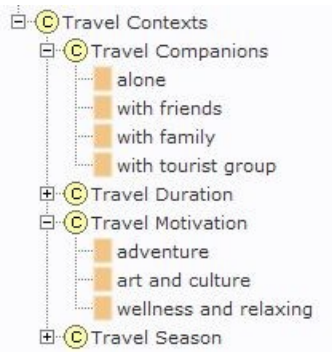 Travel Contexts
Travel Companions
alone
with friends
with family
with tourist group
Travel Duration
Travel Motivation
adventure
art and culture
wellness and relaxing
Travel Season